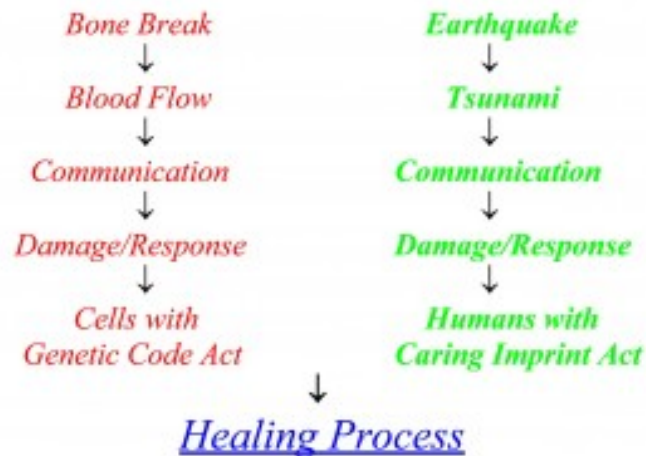 Bone Break
Blood Flow
Communication
Damage/Response
Cells with
Genetic Code Act
Earthquake
Tsunami
Communication
Damage/Response
Humans with
Caring Imprint Act
Healing Process